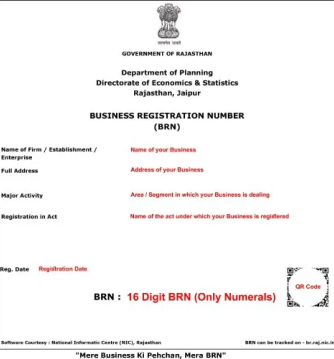 सत्यमेव जयते
GOVERNMENT OF RAJASTHAN
Department of Planning
Directorate of Economics & Statistics
Rajasthan, Jaipur
BUSINESS REGISTRATION NUMBER
(BRN)
Name of Firm / Establishment / Enterprise Name of your Business
Full Address Address of your Business
Major Activity Area / Segment in which your Business is dealing
Registration in Act Name of the act under which your Business is registered
Reg. Date Registration Date
QR Code
BRN : 16 Digit BRN (Only Numerals)
Software Courtesy : National Informatic Centre (NIC), Rajasthan BRN can be tracked on - br.raj.nic.in
"Mere Business Ki Pehchan, Mera BRN"